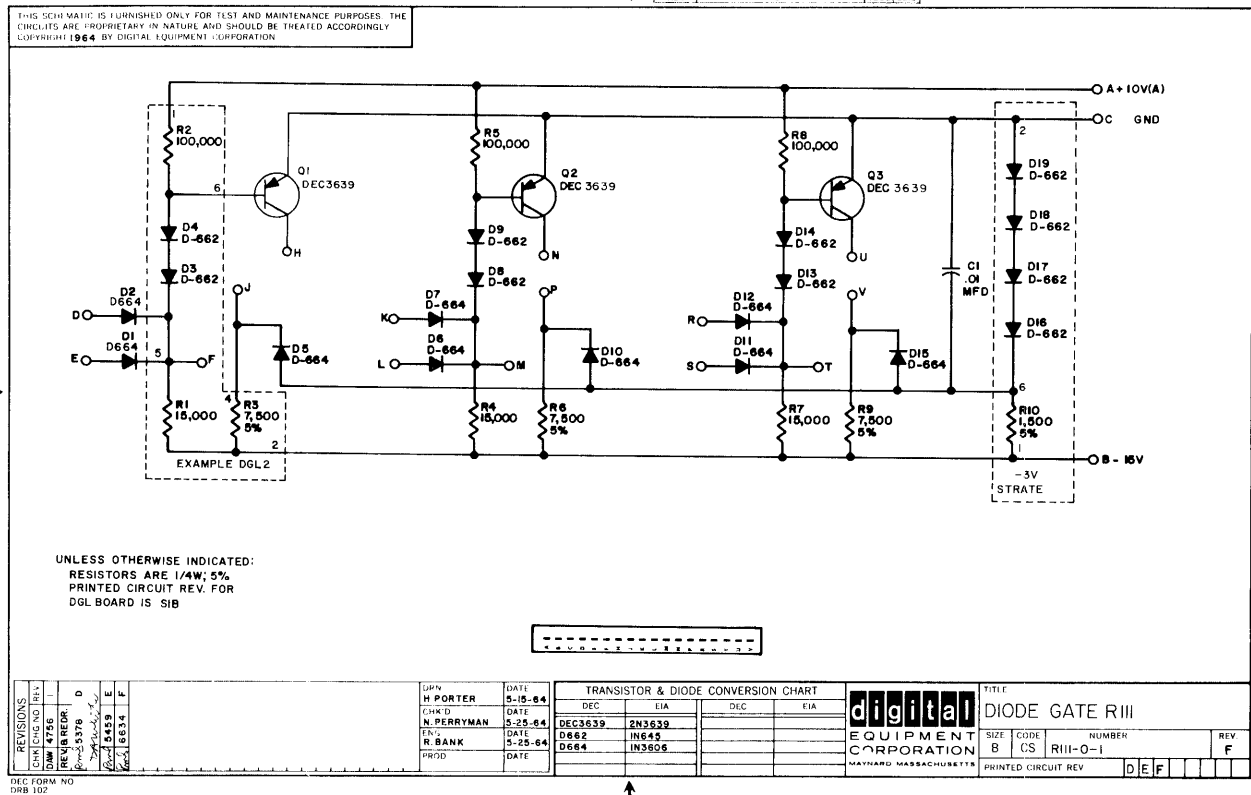 THIS SCHEMATIC IS FURNISHED ONLY FOR TEST AND MAINTENANCE PURPOSES. THE
CIRCUITS ARE PROPRIETARY IN NATURE AND SHOULD BE TREATED ACCORDINGLY
COPYRIGHT 1964 BY DIGITAL EQUIPMENT CORPORATION
A+10V(A)
C GND
R2
100,000
6
Q1
DEC3639
H
D4
D-662
D3
D-662
D2
D664
D
D1
D664
E
5
F
R1
15,000
J
D5
D-664
4
R3
7,500
5%
2
EXAMPLE DGL2
R5
100,000
Q2
DEC 3639
N
D9
D-662
D8
D-662
D7
D-664
K
D6
D-664
L
M
R4
15,000
P
D10
D-664
R6
7,500
5%
R8
100,000
Q3
DEC 3639
U
D14
D-662
D13
D-662
D12
D-664
R
D11
D-664
S
T
R7
15,000
V
D15
D-664
R9
7,500
5%
C1
.01
MFD
2
D19
D-662
D18
D-662
D17
D-662
D16
D-662
6
R10
1,500
5%
1
B - 15V
-3V
STRATE
UNLESS OTHERWISE INDICATED:
RESISTORS ARE 1/4W; 5%
PRINTED CIRCUIT REV. FOR
DGL BOARD IS S1B
REVISIONS
CHK CHG NO REV
DAW 4756
REV. & REDR.
5378 D
5459 E
6634 F
DRN DATE
H PORTER 5-15-64
CHK'D DATE
N. PERRYMAN 5-25-64
ENG DATE
R. BANK 5-25-64
PROD DATE
TRANSISTOR & DIODE CONVERSION CHART
DEC EIA DEC EIA
DEC3639 2N3639
D662 IN645
D664 IN3606
digital
EQUIPMENT
CORPORATION
MAYNARD MASSACHUSETTS
TITLE
DIODE GATE R111
SIZE CODE NUMBER REV.
B CS R111-0-1 F
PRINTED CIRCUIT REV D E F
DEC FORM NO
DRB 102